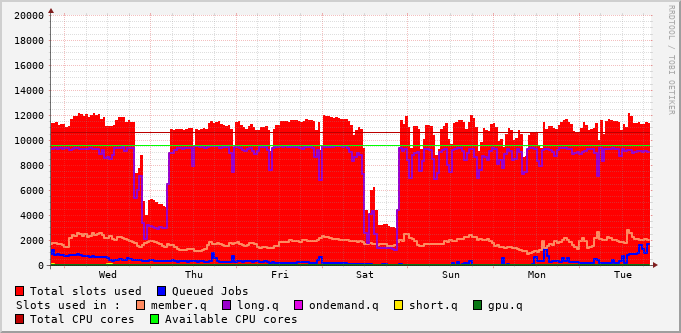 20000
18000
16000
14000
12000
10000
8000
6000
4000
2000
0
Wed Thu Fri Sat Sun Mon Tue
RRDTOOL / TOBI OETIKER
Total slots used Queued Jobs
Slots used in : member.q long.q ondemand.q short.q gpu.q
Total CPU cores Available CPU cores